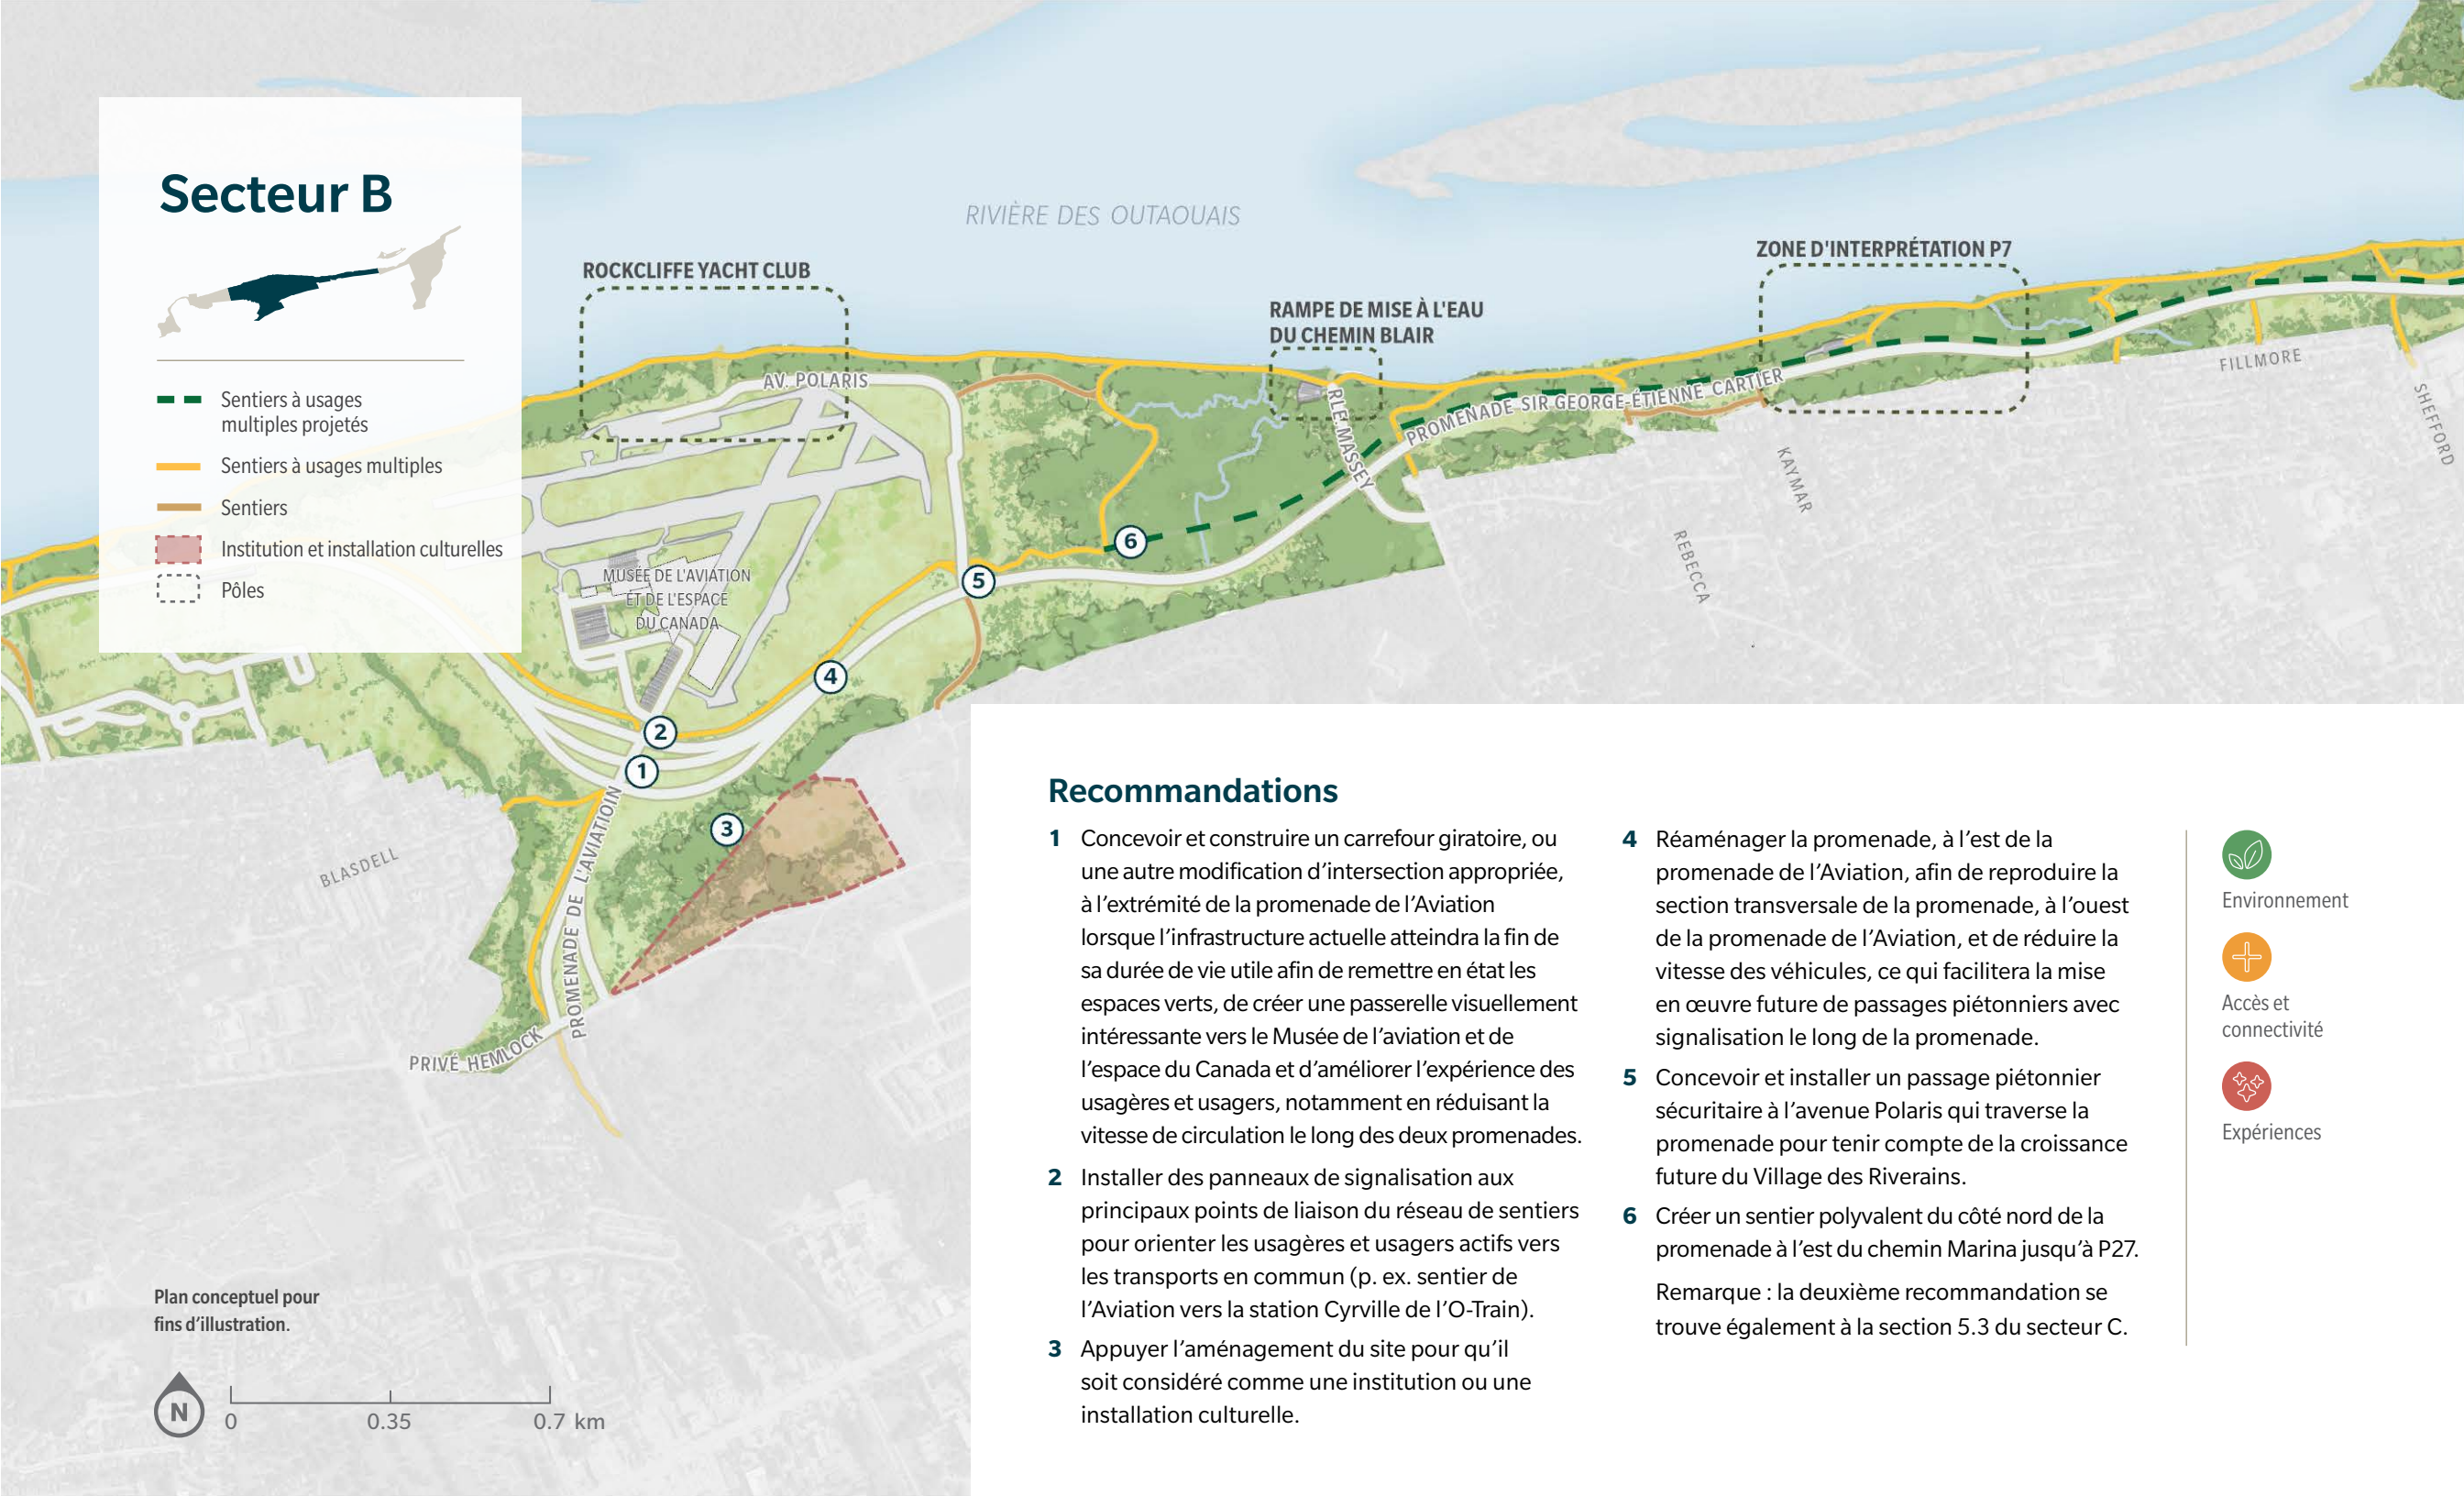 Secteur B
Sentiers à usages
multiples projetés
Sentiers à usages multiples
Sentiers
Institution et installation culturelles
Pôles
RIVIÈRE DES OUTAOUAIS
ROCKCLIFFE YACHT CLUB
RAMPE DE MISE À L'EAU
DU CHEMIN BLAIR
ZONE D'INTERPRÉTATION P7
AV. POLARIS
RLE. MASSEY
PROMENADE SIR-GEORGE-ÉTIENNE CARTIER
FILLMORE
SHEFFORD
KAYMAR
REBECCA
MUSÉE DE L'AVIATION
ET DE L'ESPACE
DU CANADA
6
5
4
2
1
3
BLASDELL
PROMENADE DE L'AVIATIOIN
PRIVÉ HEMLOCK
Plan conceptuel pour
fins d’illustration.
N
0
0.35
0.7 km
Recommandations
1 Concevoir et construire un carrefour giratoire, ou
une autre modification d’intersection appropriée,
à l’extrémité de la promenade de l’Aviation
lorsque l’infrastructure actuelle atteindra la fin de
sa durée de vie utile afin de remettre en état les
espaces verts, de créer une passerelle visuellement
intéressante vers le Musée de l’aviation et de
l’espace du Canada et d’améliorer l’expérience des
usagères et usagers, notamment en réduisant la
vitesse de circulation le long des deux promenades.
2 Installer des panneaux de signalisation aux
principaux points de liaison du réseau de sentiers
pour orienter les usagères et usagers actifs vers
les transports en commun (p. ex. sentier de
l’Aviation vers la station Cyrville de l’O-Train).
3 Appuyer l’aménagement du site pour qu’il
soit considéré comme une institution ou une
installation culturelle.
4 Réaménager la promenade, à l’est de la
promenade de l’Aviation, afin de reproduire la
section transversale de la promenade, à l’ouest
de la promenade de l’Aviation, et de réduire la
vitesse des véhicules, ce qui facilitera la mise
en œuvre future de passages piétonniers avec
signalisation le long de la promenade.
5 Concevoir et installer un passage piétonnier
sécuritaire à l’avenue Polaris qui traverse la
promenade pour tenir compte de la croissance
future du Village des Riverains.
6 Créer un sentier polyvalent du côté nord de la
promenade à l’est du chemin Marina jusqu’à P27.
Remarque : la deuxième recommandation se
trouve également à la section 5.3 du secteur C.
Environnement
Accès et
connectivité
Expériences